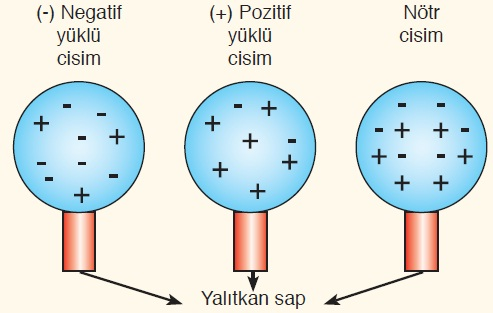 (-) Negatif
yüklü
cisim
(+) Pozitif
yüklü
cisim
Nötr
cisim
Yalıtkan sap